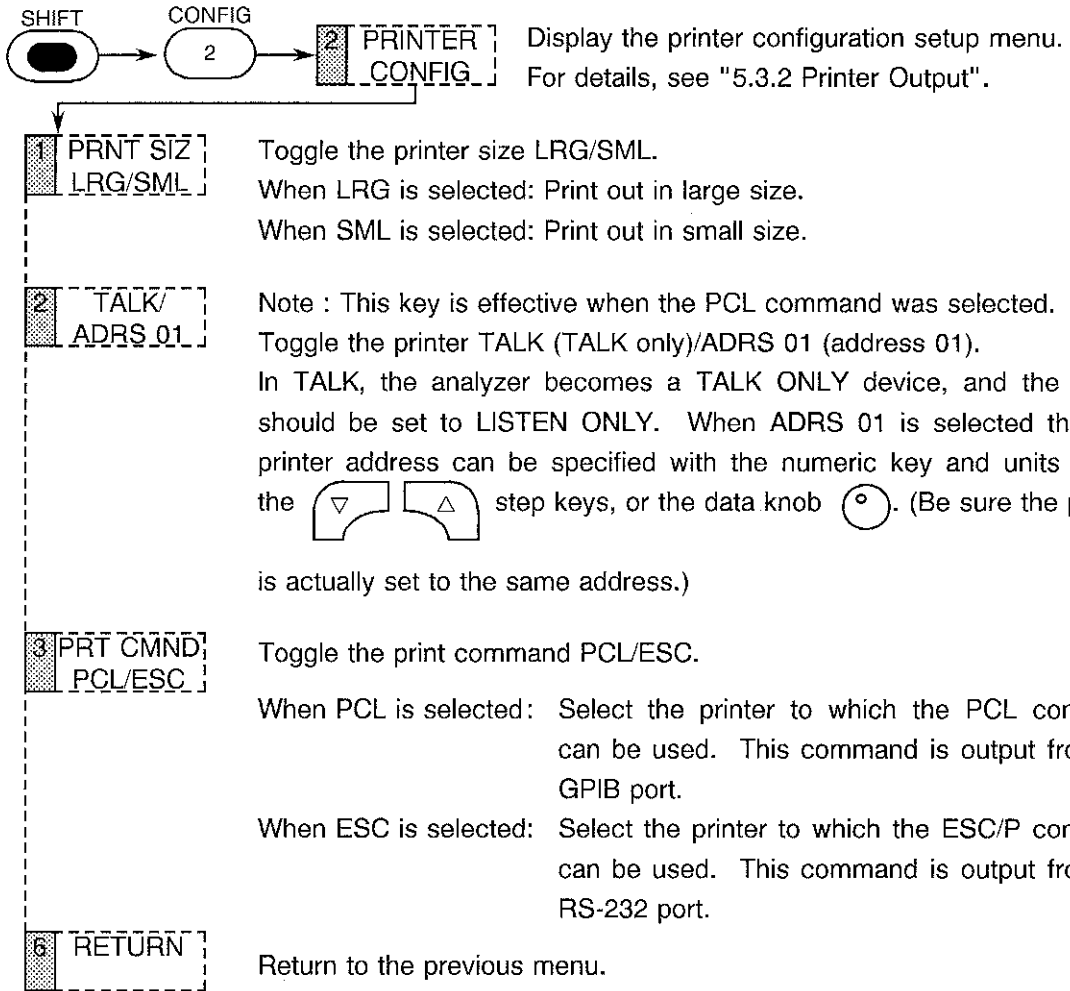 SHIFT CONFIG
2 2 PRINTER Display the printer configuration setup menu.
CONFIG For details, see "5.3.2 Printer Output".
1 PRNT SIZ Toggle the printer size LRG/SML.
LRG/SML When LRG is selected: Print out in large size.
When SML is selected: Print out in small size.
2 TALK/ Note : This key is effective when the PCL command was selected.
ADRS 01 Toggle the printer TALK (TALK only)/ADRS 01 (address 01).
In TALK, the analyzer becomes a TALK ONLY device, and the
should be set to LISTEN ONLY. When ADRS 01 is selected
printer address can be specified with the numeric key and units
the ▽ △ step keys, or the data knob. (Be sure the
is actually set to the same address.)
3 PRT CMND Toggle the print command PCL/ESC.
PCL/ESC
When PCL is selected: Select the printer to which the PCL
can be used. This command is output
GPIB port.
When ESC is selected: Select the printer to which the ESC/P
can be used. This command is output
RS-232 port.
6 RETURN Return to the previous menu.